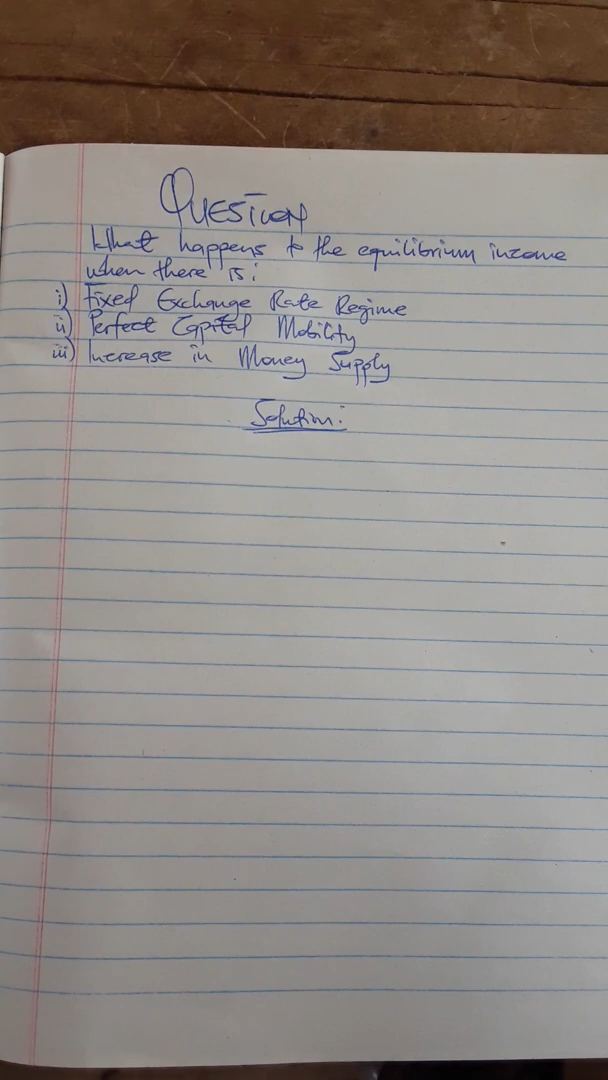 QUESTION
What happens to the equilibrium income
when there is:
i) Fixed Exchange Rate Regime
ii) Perfect Capital Mobility
iii) Increase in Money Supply
Solution: